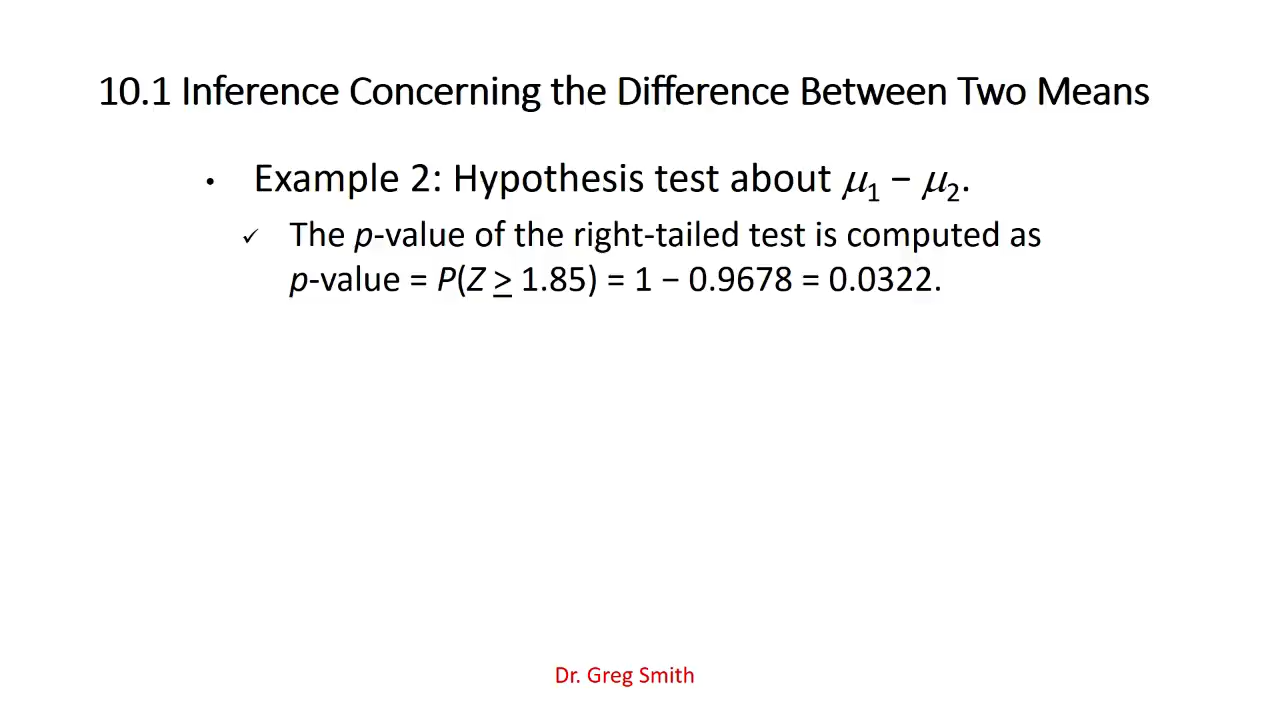 10.1 Inference Concerning the Difference Between Two Means
• Example 2: Hypothesis test about μ₁ − μ₂.
✓ The p-value of the right-tailed test is computed as
p-value = P(Z ≥ 1.85) = 1 − 0.9678 = 0.0322.
Dr. Greg Smith